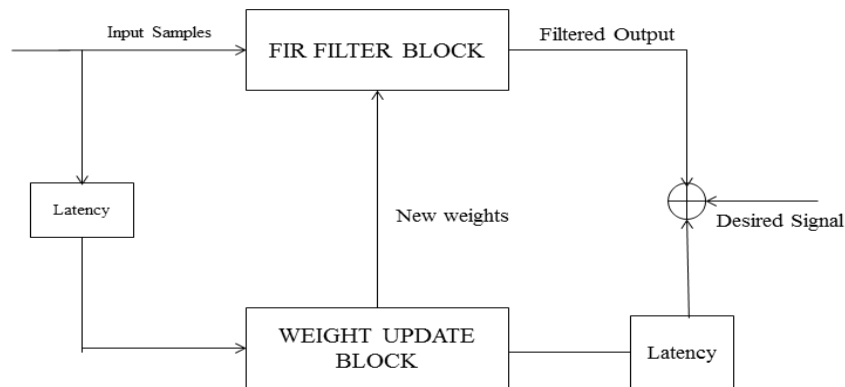 Input Samples
FIR FILTER BLOCK
Filtered Output
Latency
New weights
Desired Signal
WEIGHT UPDATE
BLOCK
Latency